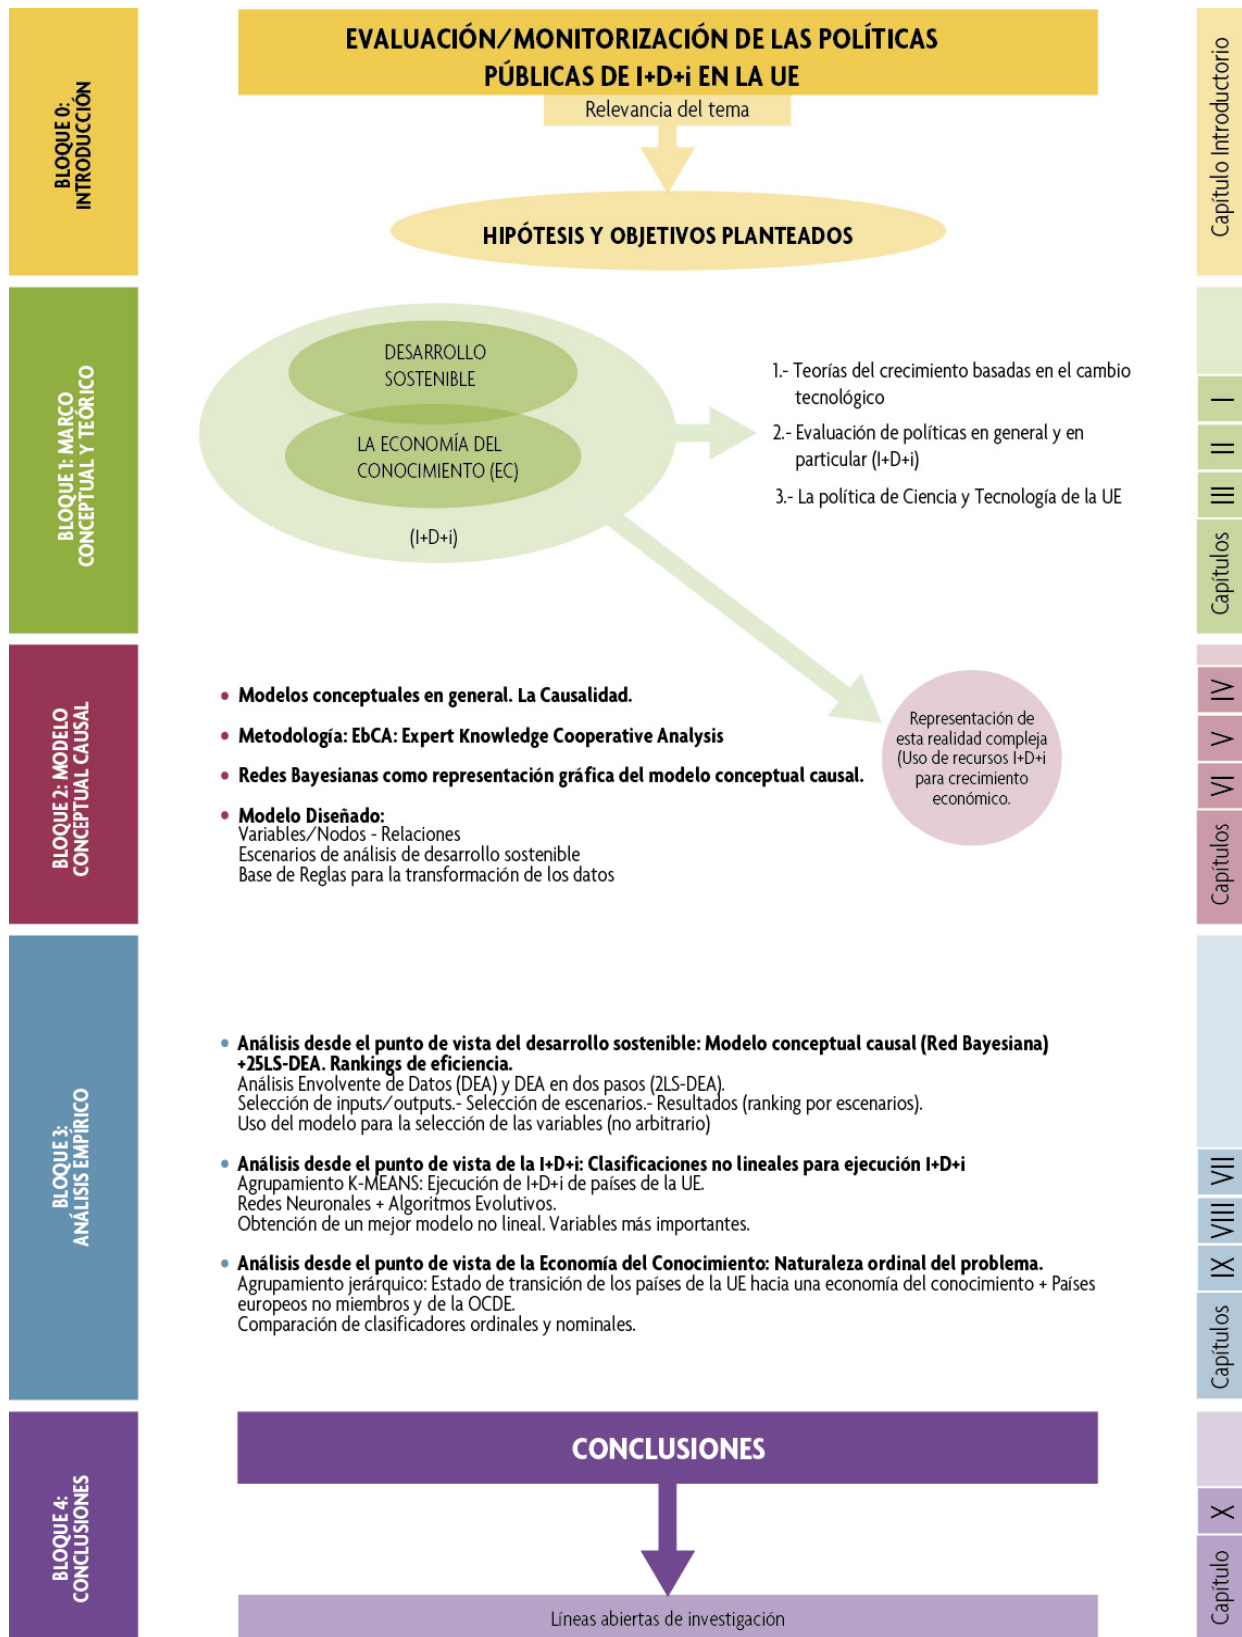 BLOQUE 0:
INTRODUCCIÓN
EVALUACIÓN/MONITORIZACIÓN DE LAS POLÍTICAS
PÚBLICAS DE I+D+i EN LA UE
Relevancia del tema
HIPÓTESIS Y OBJETIVOS PLANTEADOS
Capítulo Introductorio
BLOQUE 1: MARCO
CONCEPTUAL Y TEÓRICO
DESARROLLO
SOSTENIBLE
LA ECONOMÍA DEL
CONOCIMIENTO (EC)
(I+D+i)
1.- Teorías del crecimiento basadas en el cambio
tecnológico
2.- Evaluación de políticas en general y en
particular (I+D+i)
3.- La política de Ciencia y Tecnología de la UE
Capítulos
III
II
I
BLOQUE 2: MODELO
CONCEPTUAL CAUSAL
• Modelos conceptuales en general. La Causalidad.
• Metodología: EbCA: Expert Knowledge Cooperative Analysis
• Redes Bayesianas como representación gráfica del modelo conceptual causal.
• Modelo Diseñado:
Variables/Nodos - Relaciones
Escenarios de análisis de desarrollo sostenible
Base de Reglas para la transformación de los datos
Representación de
esta realidad compleja
(Uso de recursos I+D+i
para crecimiento
económico.
Capítulos
VI
V
IV
BLOQUE 3:
ANÁLISIS EMPÍRICO
• Análisis desde el punto de vista del desarrollo sostenible: Modelo conceptual causal (Red Bayesiana)
+25LS-DEA. Rankings de eficiencia.
Análisis Envolvente de Datos (DEA) y DEA en dos pasos (2LS-DEA).
Selección de inputs/outputs.- Selección de escenarios.- Resultados (ranking por escenarios).
Uso del modelo para la selección de las variables (no arbitrario)
• Análisis desde el punto de vista de la I+D+i: Clasificaciones no lineales para ejecución I+D+i
Agrupamiento K-MEANS: Ejecución de I+D+i de países de la UE.
Redes Neuronales + Algoritmos Evolutivos.
Obtención de un mejor modelo no lineal. Variables más importantes.
• Análisis desde el punto de vista de la Economía del Conocimiento: Naturaleza ordinal del problema.
Agrupamiento jerárquico: Estado de transición de los países de la UE hacia una economía del conocimiento + Países
europeos no miembros y de la OCDE.
Comparación de clasificadores ordinales y nominales.
Capítulos
IX
VIII
VII
BLOQUE 4:
CONCLUSIONES
CONCLUSIONES
Líneas abiertas de investigación
Capítulo
X